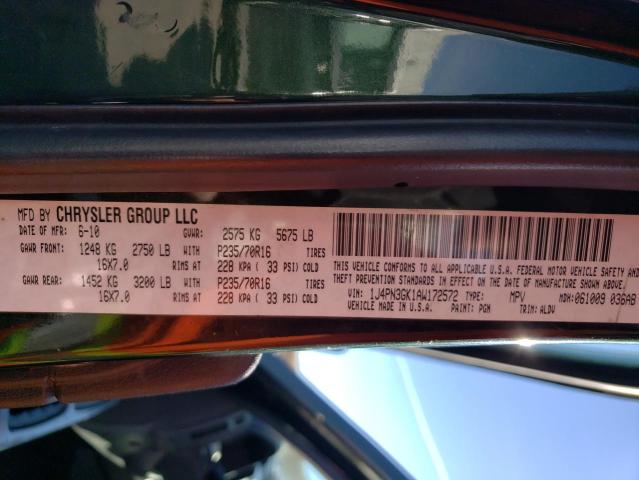 MFD BY CHRYSLER GROUP LLC
DATE OF MFR: 6-10 GVWR: 2575 KG 5675 LB
GAWR FRONT: 1248 KG 2750 LB WITH P235/70R16 TIRES
16X7.0 RIMS AT 228 KPA ( 33 PSI) COLD
GAWR REAR: 1452 KG 3200 LB WITH P235/70R16 TIRES
16X7.0 RIMS AT 228 KPA ( 33 PSI) COLD
THIS VEHICLE CONFORMS TO ALL APPLICABLE U.S.A. FEDERAL MOTOR VEHICLE SAFETY
STANDARDS IN EFFECT ON THE DATE OF MANUFACTURE SHOWN ABOVE.
VIN: 1J4PN3GK1AW172572 TYPE: MPV MDH:061009 036AB
VEHICLE MADE IN U.S.A. PAINT: PGN TRIM: ALDV